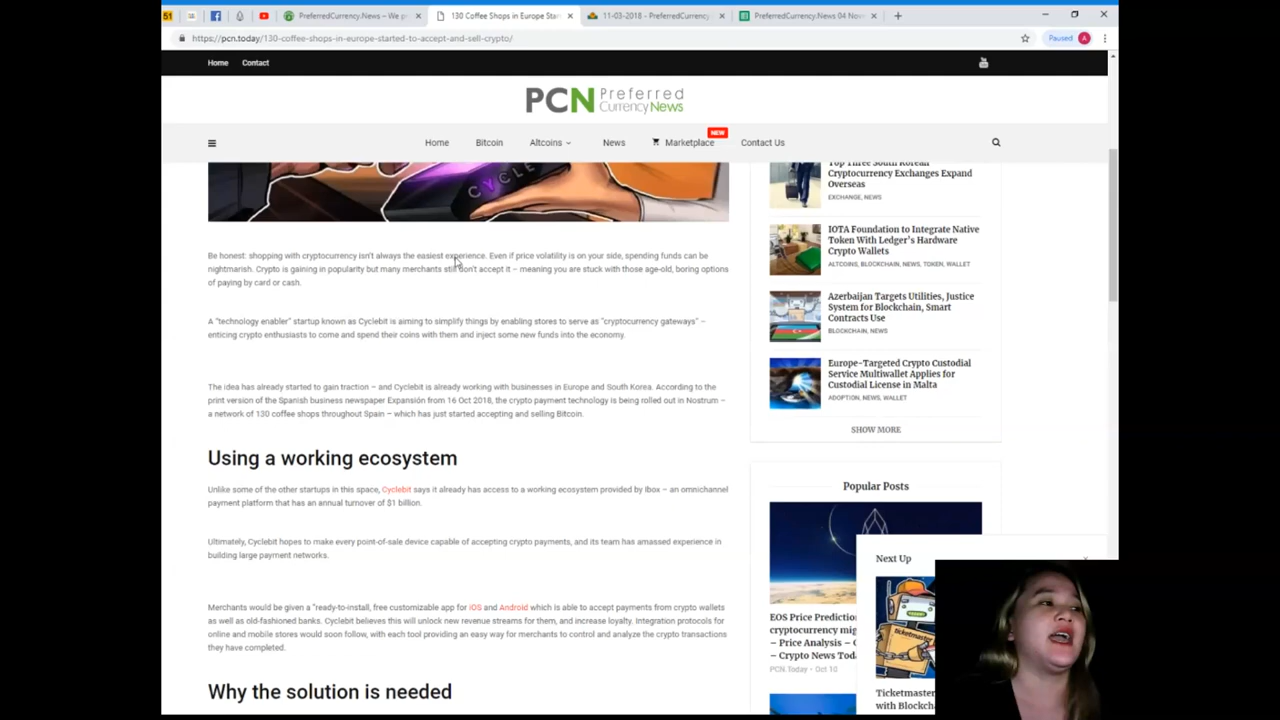 51
PreferredCurrency.News – We pr
130 Coffee Shops in Europe Star
11-03-2018 - PreferredCurrency
PreferredCurrency.News 04 Nov
https://pcn.today/130-coffee-shops-in-europe-started-to-accept-and-sell-crypto/
Paused A
Home Contact
PCN Preferred
Currency News
NEW
Home Bitcoin Altcoins News Marketplace Contact Us
CYCLE
Be honest: shopping with cryptocurrency isn't always the easiest experience. Even if price volatility is on your side, spending funds can be
nightmarish. Crypto is gaining in popularity but many merchants still don't accept it – meaning you are stuck with those age-old, boring options
of paying by card or cash.
A "technology enabler" startup known as Cyclebit is aiming to simplify things by enabling stores to serve as "cryptocurrency gateways" –
enticing crypto enthusiasts to come and spend their coins with them and inject some new funds into the economy.
The idea has already started to gain traction – and Cyclebit is already working with businesses in Europe and South Korea. According to the
print version of the Spanish business newspaper Expansión from 16 Oct 2018, the crypto payment technology is being rolled out in Nostrum –
a network of 130 coffee shops throughout Spain – which has just started accepting and selling Bitcoin.
Using a working ecosystem
Unlike some of the other startups in this space, Cyclebit says it already has access to a working ecosystem provided by Ibox – an omnichannel
payment platform that has an annual turnover of $1 billion.
Ultimately, Cyclebit hopes to make every point-of-sale device capable of accepting crypto payments, and its team has amassed experience in
building large payment networks.
Merchants would be given a "ready-to-install, free customizable app for iOS and Android which is able to accept payments from crypto wallets
as well as old-fashioned banks. Cyclebit believes this will unlock new revenue streams for them, and increase loyalty. Integration protocols for
online and mobile stores would soon follow, with each tool providing an easy way for merchants to control and analyze the crypto transactions
they have completed.
Why the solution is needed
Top Three South Korean
Cryptocurrency Exchanges Expand
Overseas
EXCHANGE, NEWS
IOTA Foundation to Integrate Native
Token With Ledger's Hardware
Crypto Wallets
ALTCOINS, BLOCKCHAIN, NEWS, TOKEN, WALLET
Azerbaijan Targets Utilities, Justice
System for Blockchain, Smart
Contracts Use
BLOCKCHAIN, NEWS
Europe-Targeted Crypto Custodial
Service Multiwallet Applies for
Custodial License in Malta
ADOPTION, NEWS, WALLET
SHOW MORE
Popular Posts
EOS Price Prediction
cryptocurrency mig
– Price Analysis –
– Crypto News Toda
PCN.Today - Oct 10
Next Up
Ticketmaster
Ticketmaster
with Blockcha